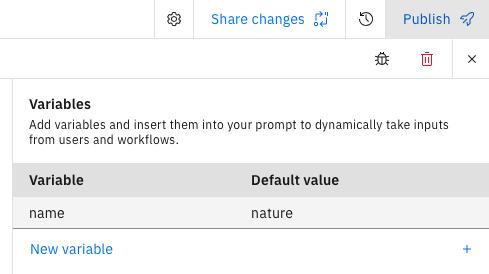 Share changes
Publish
Variables
Add variables and insert them into your prompt to dynamically take inputs
from users and workflows.
Variable Default value
name nature
New variable +